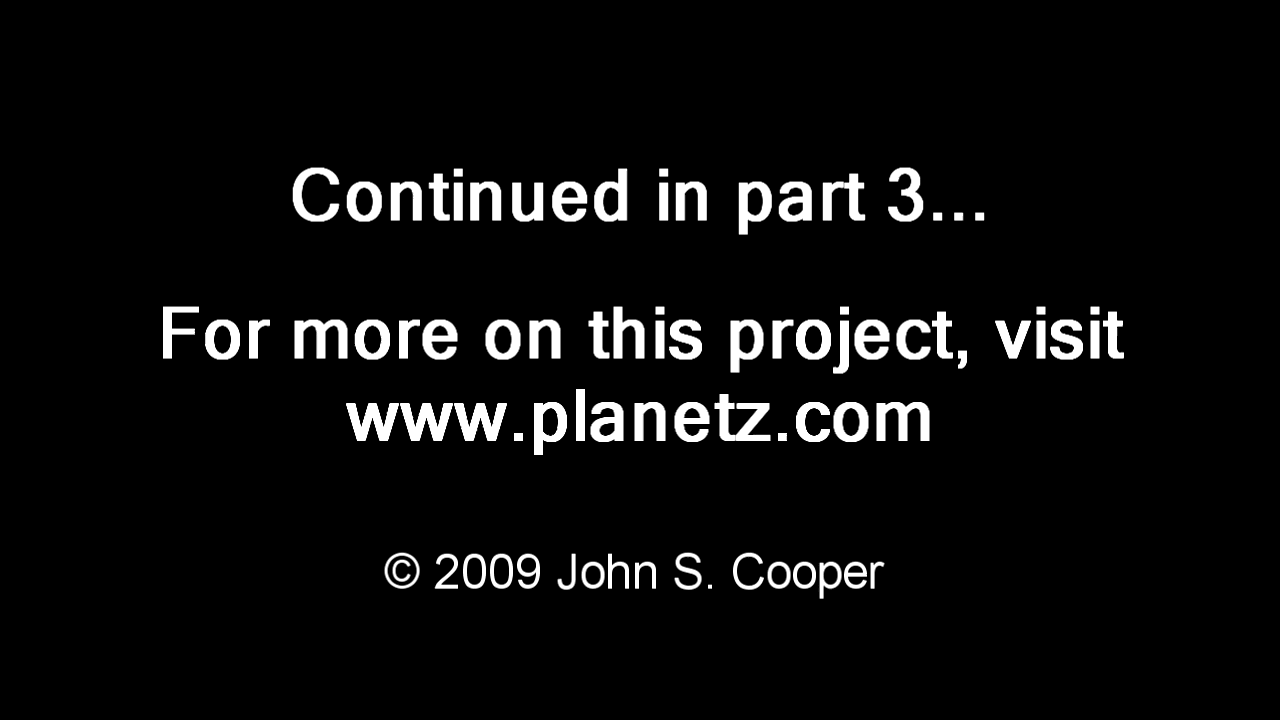 Continued in part 3...
For more on this project, visit
www.planetz.com
© 2009 John S. Cooper